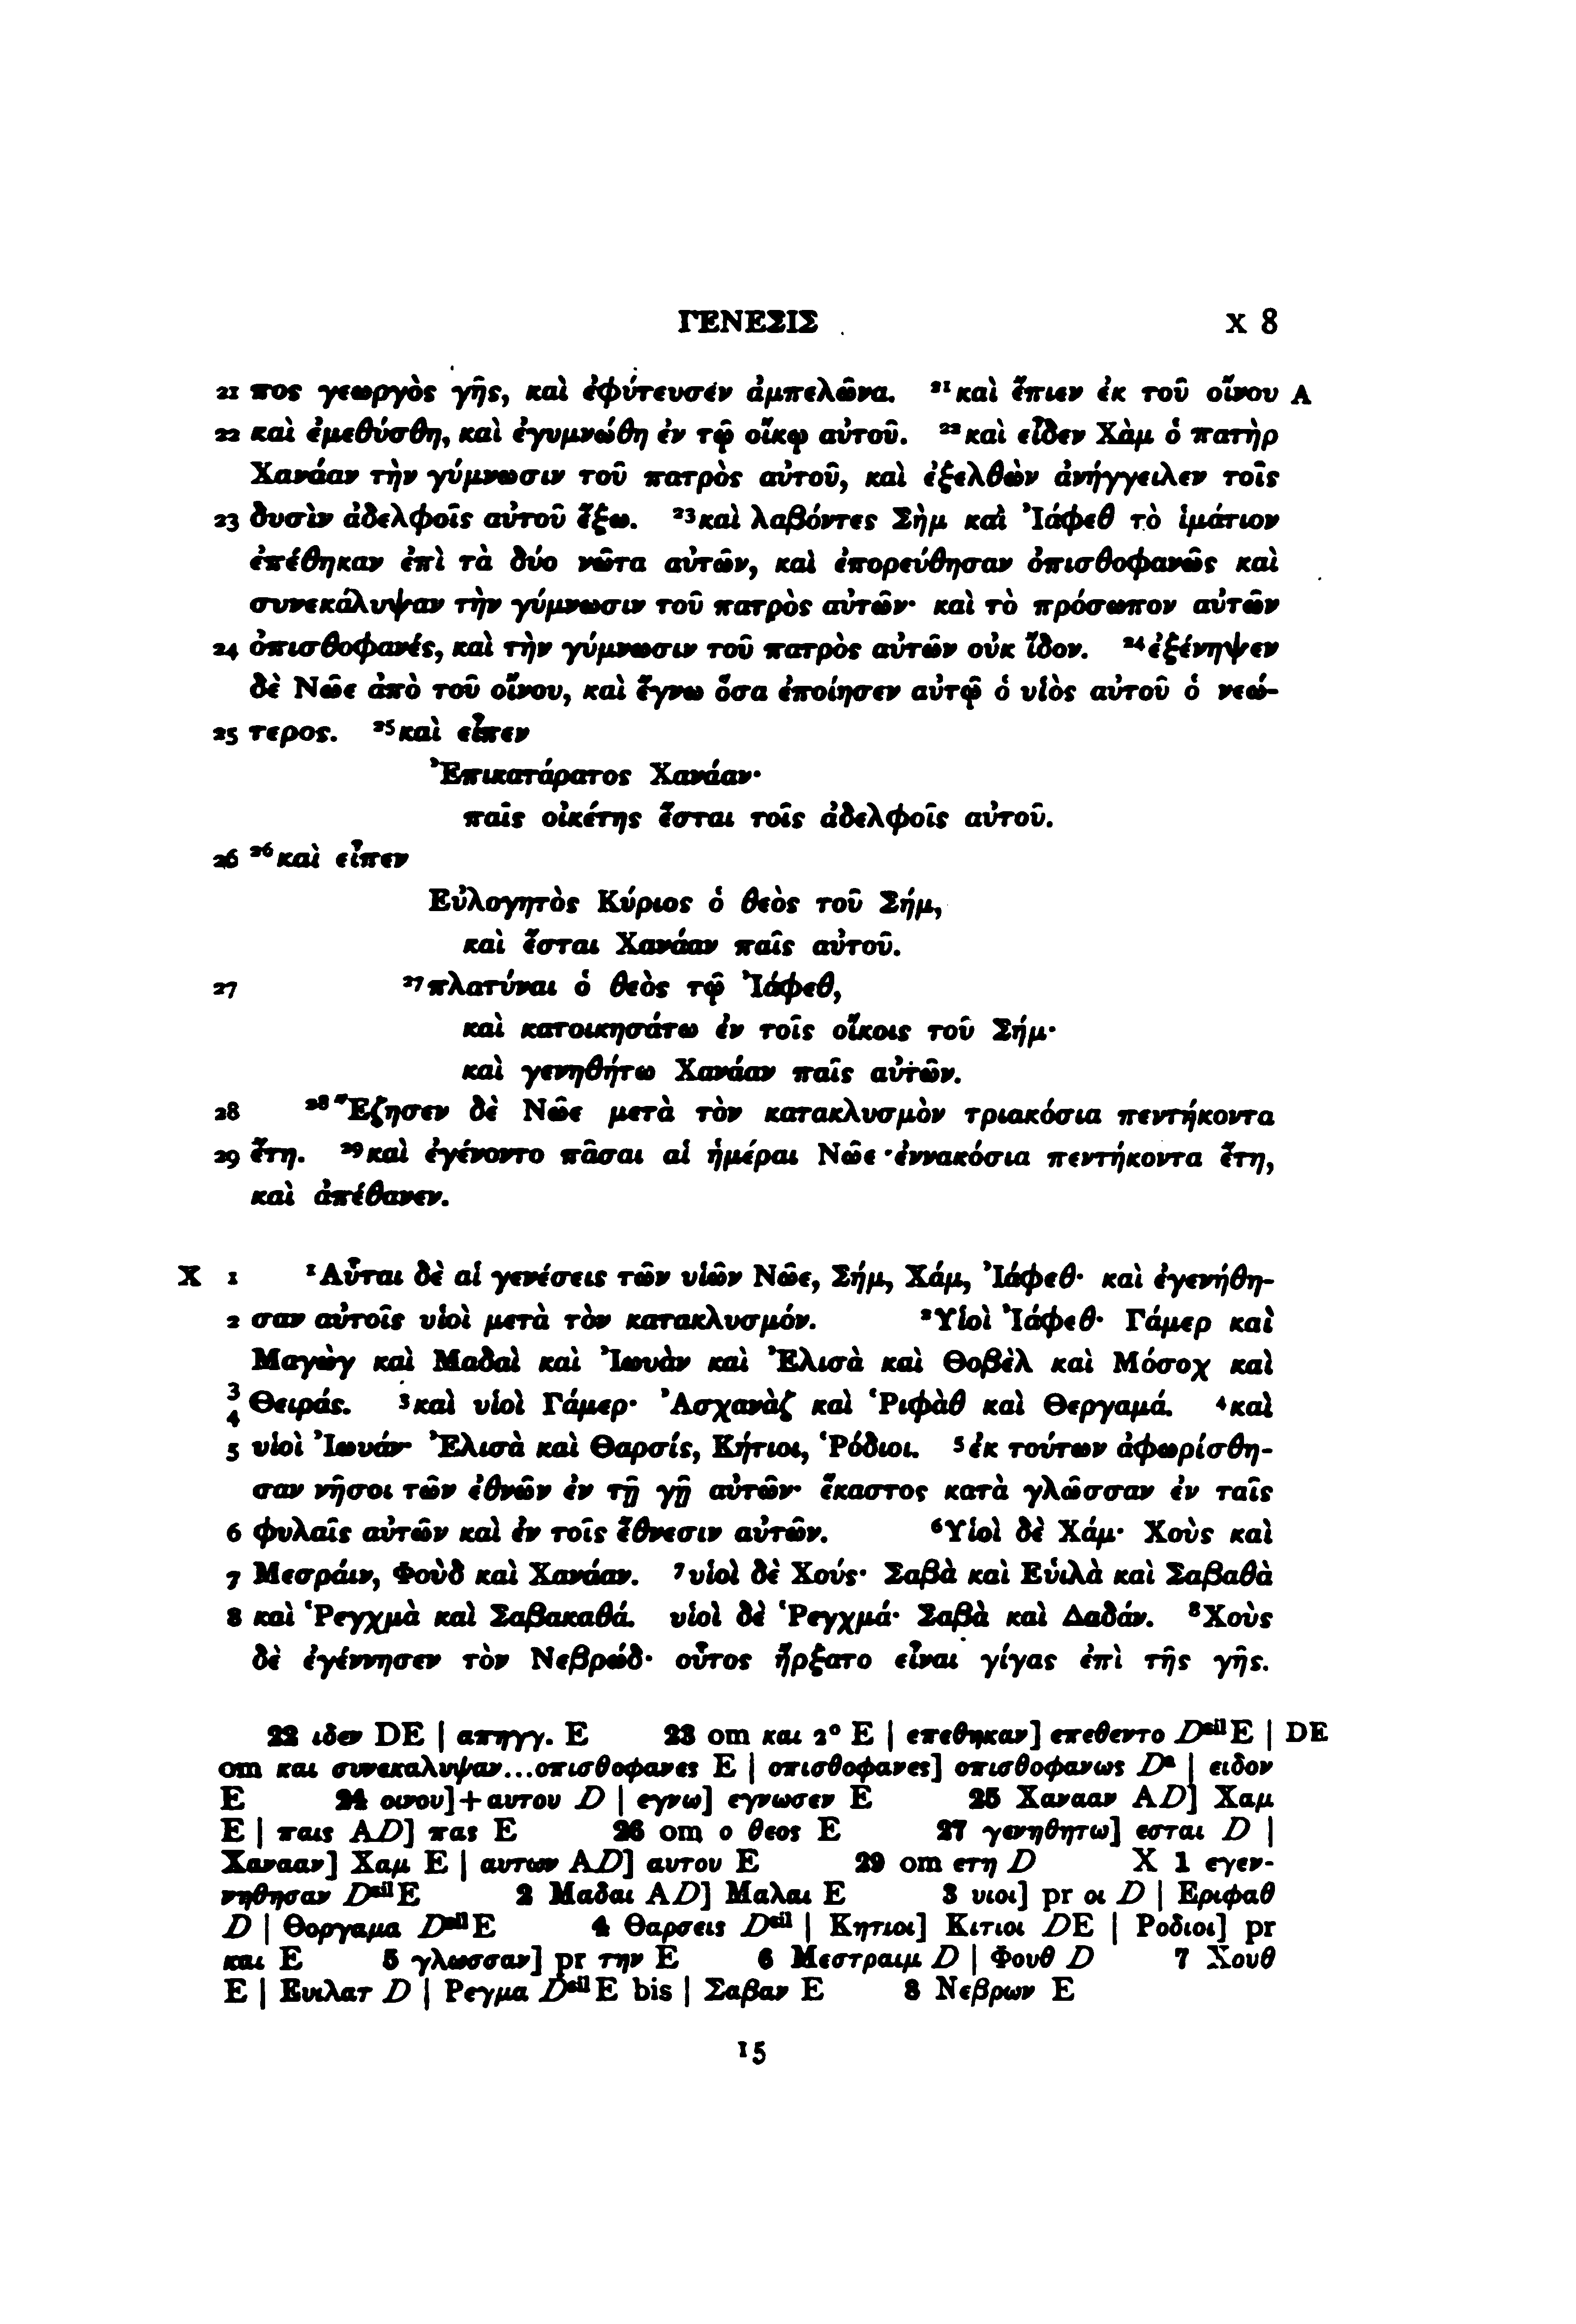 ΓΕΝΕΣΙΣ X 8
21 πος γεωργὸς γῆς, καὶ ἐφύτευσεν ἀμπελῶνα. ²¹καὶ ἔπιεν ἐκ τοῦ οἴνου A
22 καὶ ἐμεθύσθη, καὶ ἐγυμνώθη ἐν τῷ οἴκῳ αὐτοῦ. ²²καὶ εἶδεν Χὰμ ὁ πατὴρ
Χανάαν τὴν γύμνωσιν τοῦ πατρὸς αὐτοῦ, καὶ ἐξελθὼν ἀνήγγειλεν τοῖς
23 δυσὶν ἀδελφοῖς αὐτοῦ ἔξω. ²³καὶ λαβόντες Σὴμ καὶ Ἰάφεθ τὸ ἱμάτιον
ἐπέθηκαν ἐπὶ τὰ δύο νῶτα αὐτῶν, καὶ ἐπορεύθησαν ὀπισθοφανῶς καὶ
συνεκάλυψαν τὴν γύμνωσιν τοῦ πατρὸς αὐτῶν· καὶ τὸ πρόσωπον αὐτῶν
24 ὀπισθοφανές, καὶ τὴν γύμνωσιν τοῦ πατρὸς αὐτῶν οὐκ ἴδον. ²⁴ἐξένηψεν
δὲ Νῶε ἀπὸ τοῦ οἴνου, καὶ ἔγνω ὅσα ἐποίησεν αὐτῷ ὁ υἱὸς αὐτοῦ ὁ νεώ-
25 τερος. ²⁵καὶ εἶπεν
Ἐπικατάρατος Χανάαν·
παῖς οἰκέτης ἔσται τοῖς ἀδελφοῖς αὐτοῦ.
26 ²⁶καὶ εἶπεν
Εὐλογητὸς Κύριος ὁ θεὸς τοῦ Σήμ,
καὶ ἔσται Χανάαν παῖς αὐτοῦ.
27 ²⁷πλατύναι ὁ θεὸς τῷ Ἰάφεθ,
καὶ κατοικησάτω ἐν τοῖς οἴκοις τοῦ Σήμ·
καὶ γενηθήτω Χανάαν παῖς αὐτῶν.
28 ²⁸Ἔζησεν δὲ Νῶε μετὰ τὸν κατακλυσμὸν τριακόσια πεντήκοντα
29 ἔτη. ²⁹καὶ ἐγένοντο πᾶσαι αἱ ἡμέραι Νῶε ἐννακόσια πεντήκοντα ἔτη,
καὶ ἀπέθανεν.
X 1 ¹Αὗται δὲ αἱ γενέσεις τῶν υἱῶν Νῶε, Σήμ, Χάμ, Ἰάφεθ· καὶ ἐγενήθη-
2 σαν αὐτοῖς υἱοὶ μετὰ τὸν κατακλυσμόν. ²Υἱοὶ Ἰάφεθ· Γάμερ καὶ
Μαγὼγ καὶ Μαδαὶ καὶ Ἰωυὰν καὶ Ἐλισὰ καὶ Θοβὲλ καὶ Μόσοχ καὶ
3 4 Θειράς. ³καὶ υἱοὶ Γάμερ· Ἀσχανὰζ καὶ Ῥιφὰθ καὶ Θεργαμά. ⁴καὶ
5 υἱοὶ Ἰωυάν· Ἐλισὰ καὶ Θαρσίς, Κήτιοι, Ῥόδιοι. ⁵ἐκ τούτων ἀφωρίσθη-
σαν νῆσοι τῶν ἐθνῶν ἐν τῇ γῇ αὐτῶν· ἕκαστος κατὰ γλῶσσαν ἐν ταῖς
6 φυλαῖς αὐτῶν καὶ ἐν τοῖς ἔθνεσιν αὐτῶν. ⁶Υἱοὶ δὲ Χάμ· Χοὺς καὶ
7 Μεσράιν, Φοὺδ καὶ Χανάαν. ⁷υἱοὶ δὲ Χούς· Σαβὰ καὶ Εὑιλὰ καὶ Σαβαθὰ
8 καὶ Ῥεγχμὰ καὶ Σαβακαθά. υἱοὶ δὲ Ῥεγχμά· Σαβὰ καὶ Δαδάν. ⁸Χοὺς
δὲ ἐγέννησεν τὸν Νεβρώδ· οὗτος ἤρξατο εἶναι γίγας ἐπὶ τῆς γῆς.
22 ιδεν DE | απηγγ. E 23 om και 2° E | επεθηκαν] επεθεντο Dˢⁱˡ E | DE
om και συνεκαλυψαν...οπισθοφανες E | οπισθοφανες] οπισθοφανως Dᵃ | ειδον
E 24 οινου]+αυτου D | εγνω] εγνωσεν E 25 Χανααν AD] Χαμ
E | παις AD] πας E 26 om ο θεος E 27 γενηθητω] εσται D |
Χανααν] Χαμ E | αυτων AD] αυτου E 29 om ετη D X 1 εγεν-
νηθησαν Dˢⁱˡ E 2 Μαδαι AD] Μαλαι E 3 υιοι] pr οι D | Εριφαθ
D | Θοργαμα Dˢⁱˡ E 4 Θαρσεις Dˢⁱˡ | Κητιοι] Κιτιοι DE | Ροδιοι] pr
και E 5 γλωσσαν] pr την E 6 Μεστραιμ D | Φουθ D 7 Χουθ
E | Ευιλατ D | Ρεγμα Dˢⁱˡ E bis | Σαβαν E 8 Νεβρων E
15